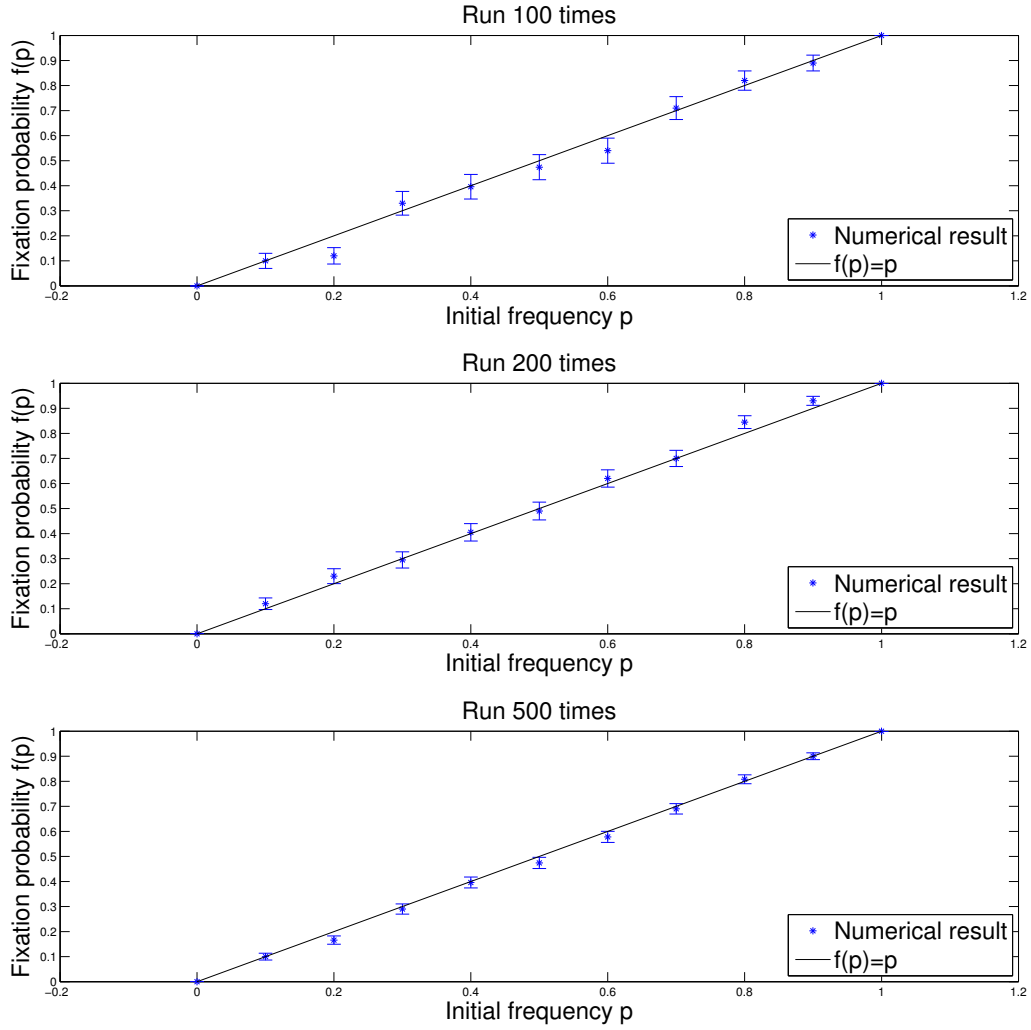 Run 100 times
Fixation probability f(p)
1
0.9
0.8
0.7
0.6
0.5
0.4
0.3
0.2
0.1
0
−0.2 0 0.2 0.4 0.6 0.8 1 1.2
Initial frequency p
Numerical result
f(p)=p
Run 200 times
Fixation probability f(p)
1
0.9
0.8
0.7
0.6
0.5
0.4
0.3
0.2
0.1
0
−0.2 0 0.2 0.4 0.6 0.8 1 1.2
Initial frequency p
Numerical result
f(p)=p
Run 500 times
Fixation probability f(p)
1
0.9
0.8
0.7
0.6
0.5
0.4
0.3
0.2
0.1
0
−0.2 0 0.2 0.4 0.6 0.8 1 1.2
Initial frequency p
Numerical result
f(p)=p